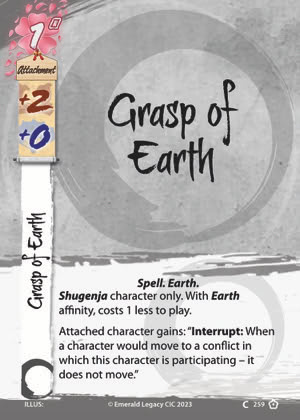 1
Attachment
+2
+0
Grasp of
Earth
Grasp of Earth
Spell. Earth.
Shugenja character only. With Earth
affinity, costs 1 less to play.
Attached character gains: “Interrupt: When
a character would move to a conflict in
which this character is participating – it
does not move.”
ILLUS: © Emerald Legacy CIC 2023 C 259